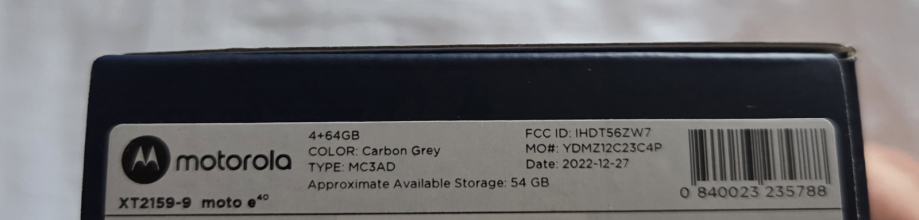 motorola
XT2159-9 moto e⁴⁰
4+64GB
COLOR: Carbon Grey
TYPE: MC3AD
Approximate Available Storage: 54 GB
FCC ID: IHDT56ZW7
MO#: YDMZ12C23C4P
Date: 2022-12-27
0 840023 235788